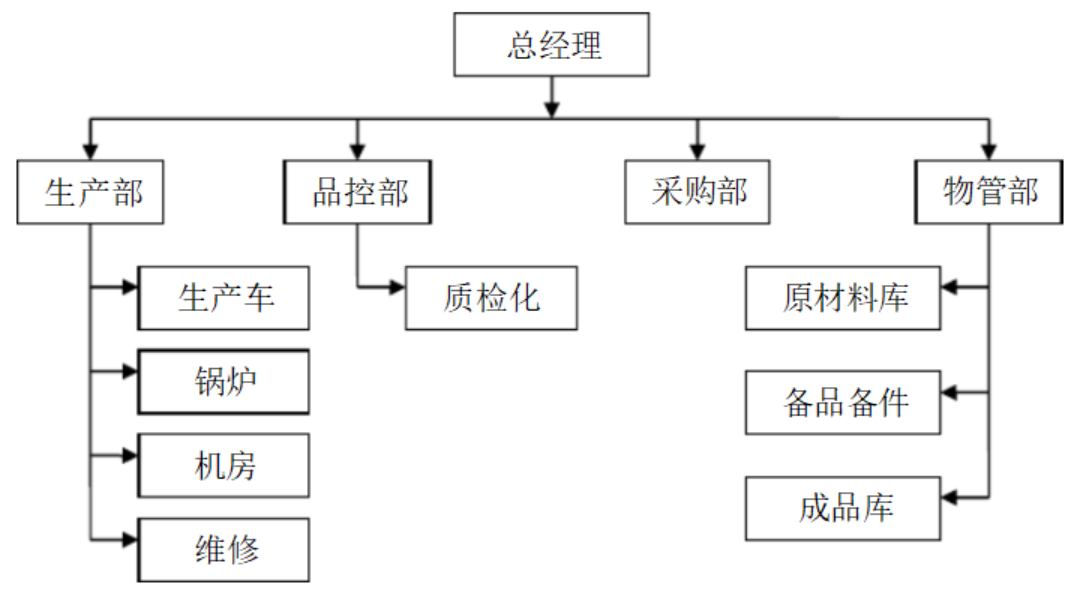 总经理
生产部
品控部
采购部
物管部
生产车
质检化
原材料库
锅炉
备品备件
机房
成品库
维修